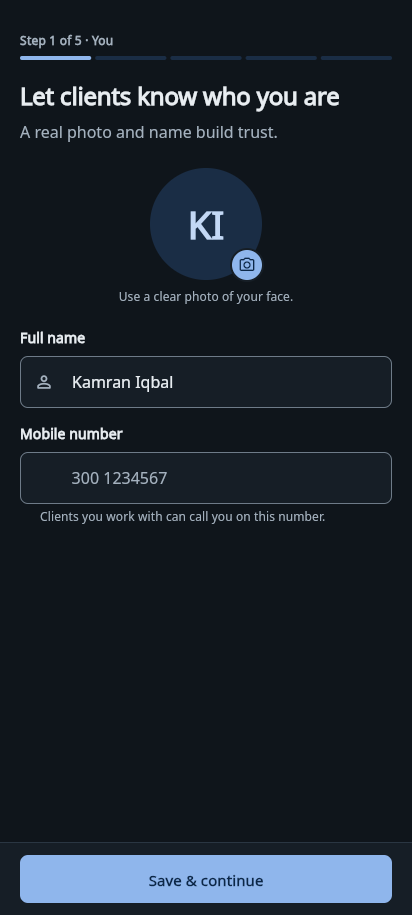 Step 1 of 5 · You
Let clients know who you are
A real photo and name build trust.
KI
Use a clear photo of your face.
Full name
Kamran Iqbal
Mobile number
300 1234567
Clients you work with can call you on this number.
Save & continue